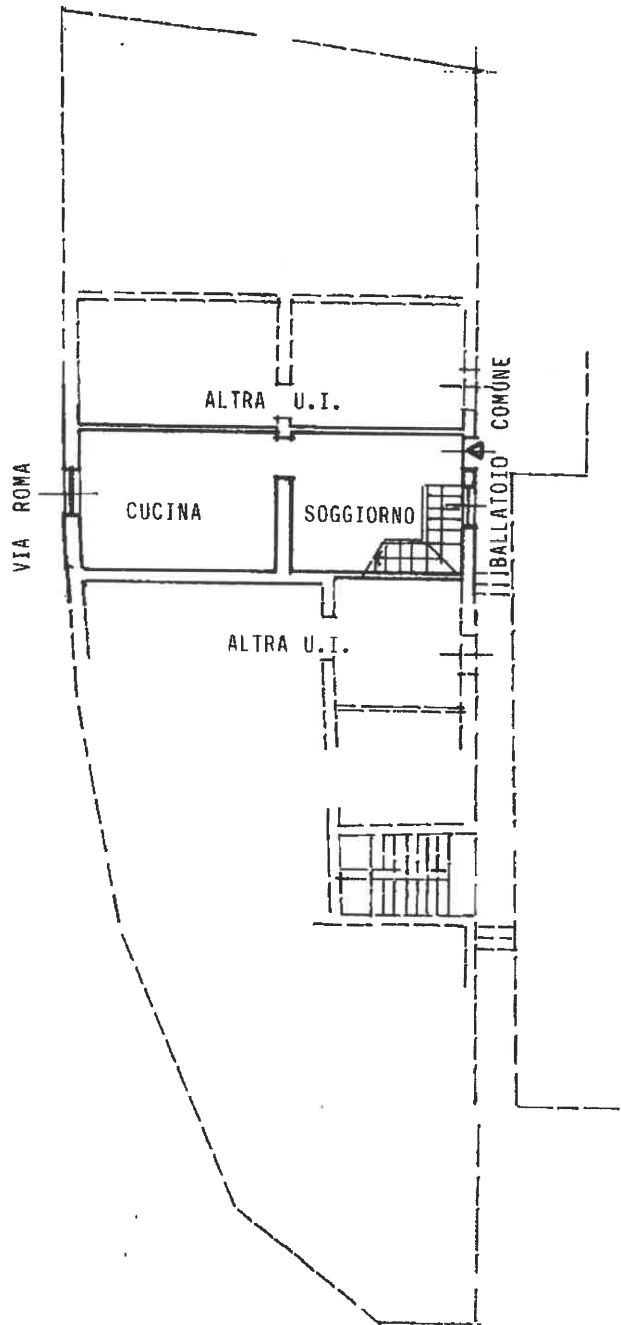 ALTRA U.I.
VIA ROMA
CUCINA
SOGGIORNO
BALLATOIO COMUNE
ALTRA U.I.